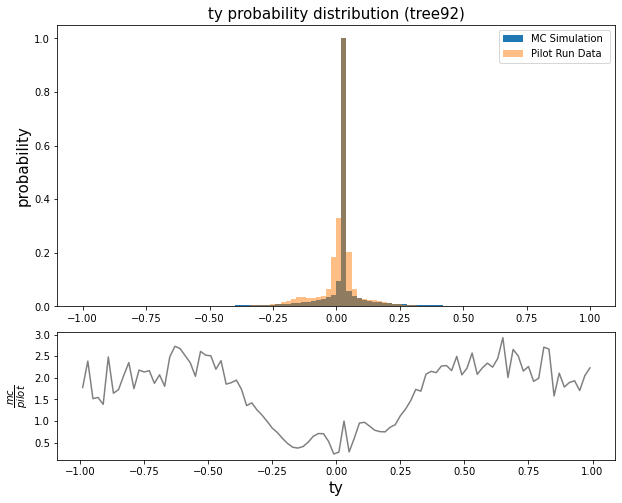 ty probability distribution (tree92)
probability
1.0
0.8
0.6
0.4
0.2
0.0
MC Simulation
Pilot Run Data
−1.00 −0.75 −0.50 −0.25 0.00 0.25 0.50 0.75 1.00
mc
pilot
3.0
2.5
2.0
1.5
1.0
0.5
−1.00 −0.75 −0.50 −0.25 0.00 0.25 0.50 0.75 1.00
ty